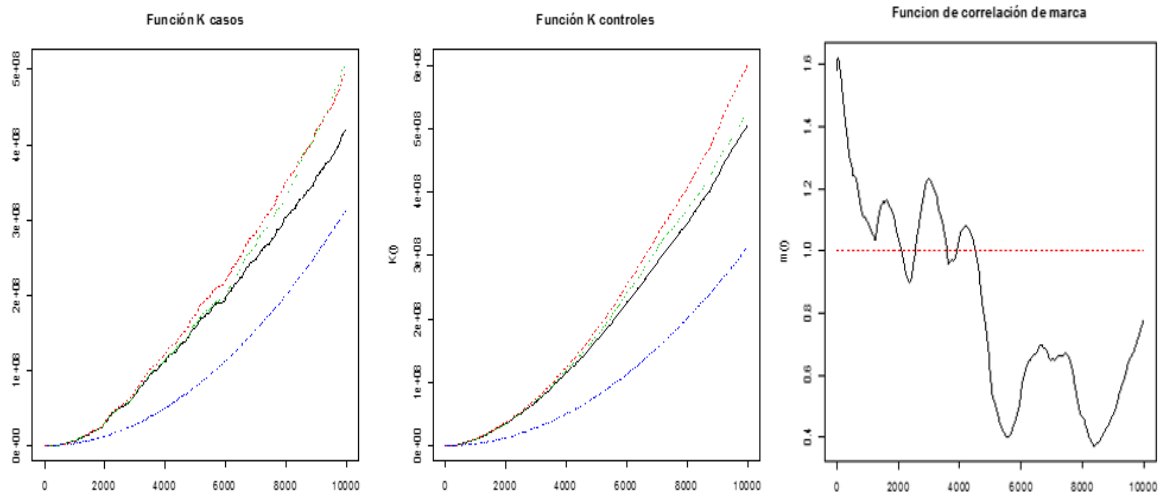 Función K casos
0e+00
1e+08
2e+08
3e+08
4e+08
5e+08
0 2000 4000 6000 8000 10000
Función K controles
K(t)
0e+00
1e+08
2e+08
3e+08
4e+08
5e+08
6e+08
0 2000 4000 6000 8000 10000
Funcion de correlación de marca
m(t)
0.4
0.6
0.8
1.0
1.2
1.4
1.6
0 2000 4000 6000 8000 10000